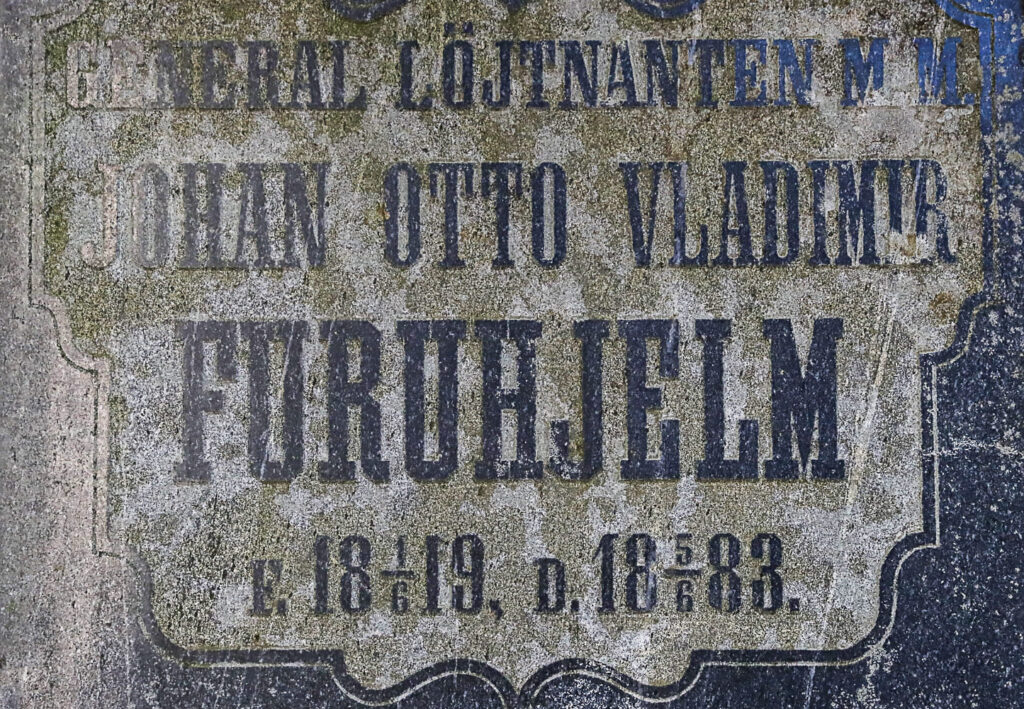 GENERAL LÖJTNANTEN M M
JOHAN OTTO VLADIMIR
FURUHJELM
F. 18 1/6 19, D. 18 5/6 83.